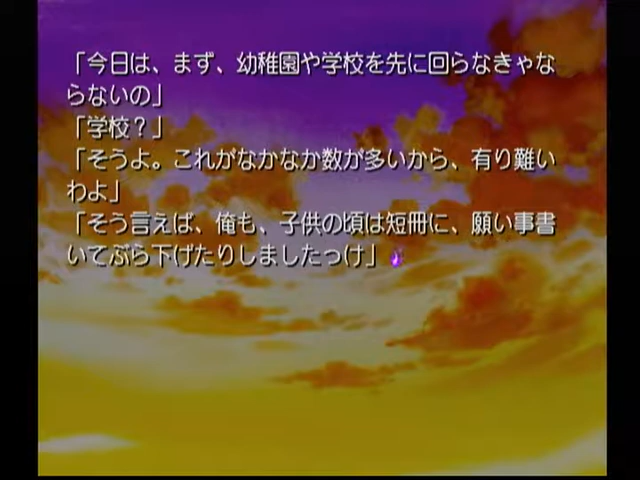 「今日は、まず、幼稚園や学校を先に回らなきゃな
らないの」
「学校？」
「そうよ。これがなかなか数が多いから、有り難い
わよ」
「そう言えば、俺も、子供の頃は短冊に、願い事書
いてぶら下げたりしましたっけ」